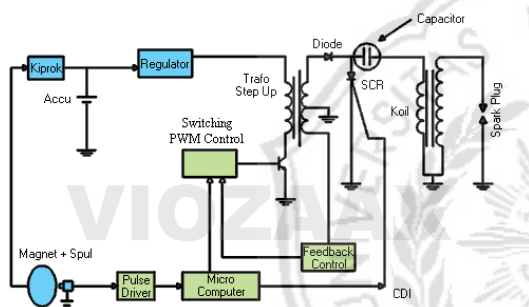 Capacitor
Kiprok
Regulator
Diode
Accu
Trafo
Step Up
SCR
Koil
Spark Plug
Switching
PWM Control
VIOZAAX
Magnet + Spul
Pulse
Driver
Micro
Computer
Feedback
Control
CDI